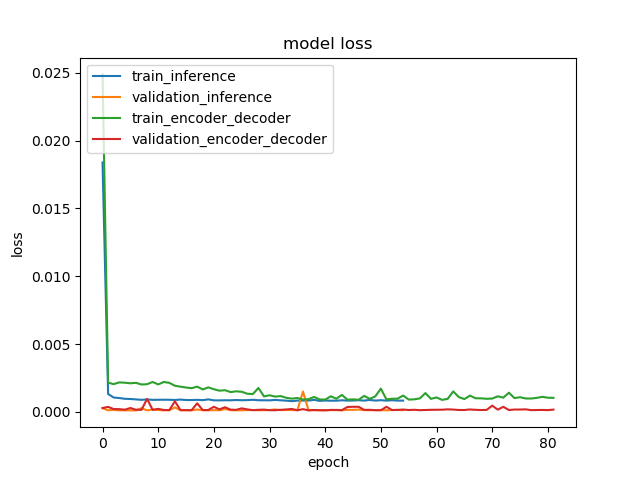 model loss
train_inference
validation_inference
train_encoder_decoder
validation_encoder_decoder
0.025
0.020
0.015
0.010
0.005
0.000
loss
0 10 20 30 40 50 60 70 80
epoch